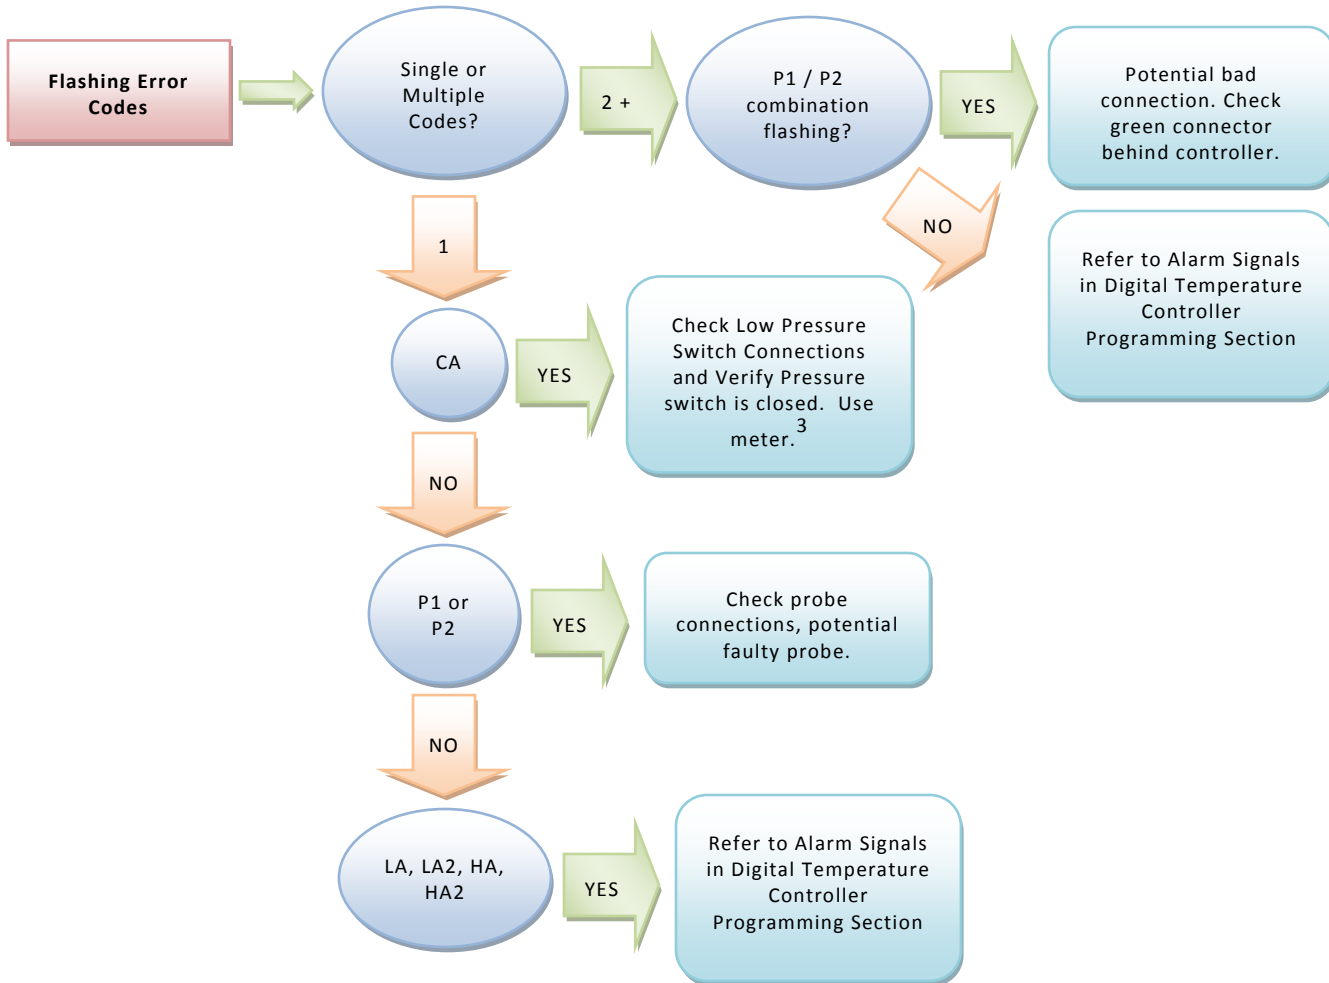 Flashing Error
Codes
Single or
Multiple
Codes?
2 +
P1 / P2
combination
flashing?
YES
Potential bad
connection. Check
green connector
behind controller.
NO
Refer to Alarm Signals
in Digital Temperature
Controller
Programming Section
1
CA
YES
Check Low Pressure
Switch Connections
and Verify Pressure
switch is closed.  Use
meter.3
NO
P1 or
P2
YES
Check probe
connections, potential
faulty probe.
NO
LA, LA2, HA,
HA2
YES
Refer to Alarm Signals
in Digital Temperature
Controller
Programming Section